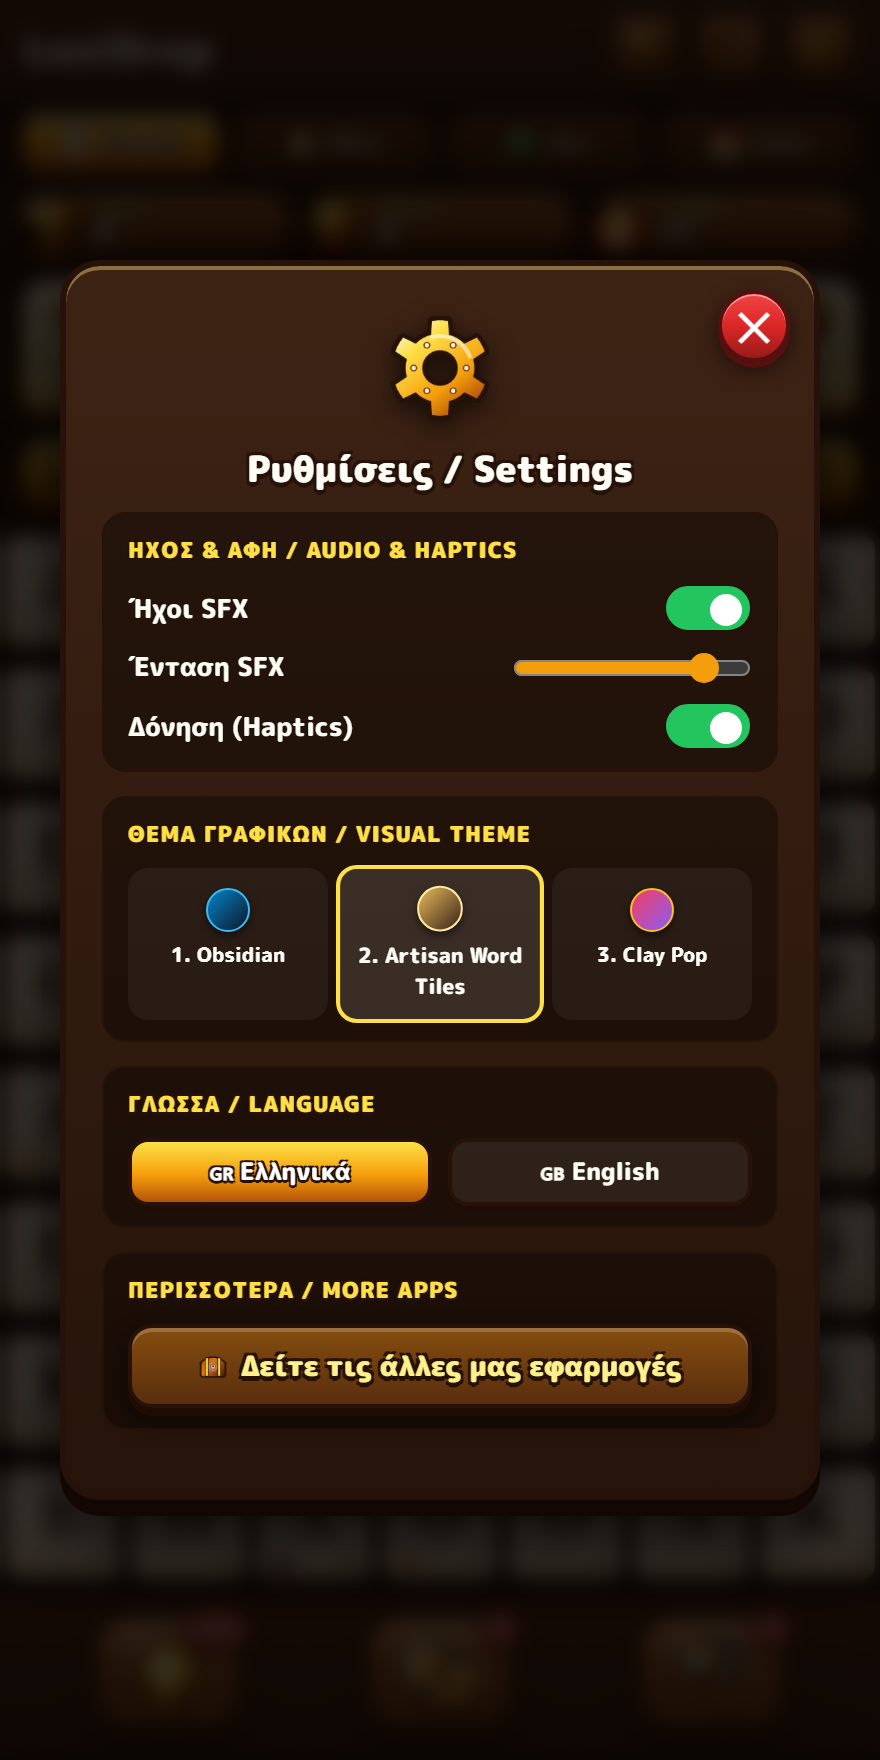 Ρυθμίσεις / Settings
ΗΧΟΣ & ΑΦΗ / AUDIO & HAPTICS
Ήχοι SFX
Ένταση SFX
Δόνηση (Haptics)
ΘΕΜΑ ΓΡΑΦΙΚΩΝ / VISUAL THEME
1. Obsidian
2. Artisan Word
Tiles
3. Clay Pop
ΓΛΩΣΣΑ / LANGUAGE
GR Ελληνικά
GB English
ΠΕΡΙΣΣΟΤΕΡΑ / MORE APPS
Δείτε τις άλλες μας εφαρμογές